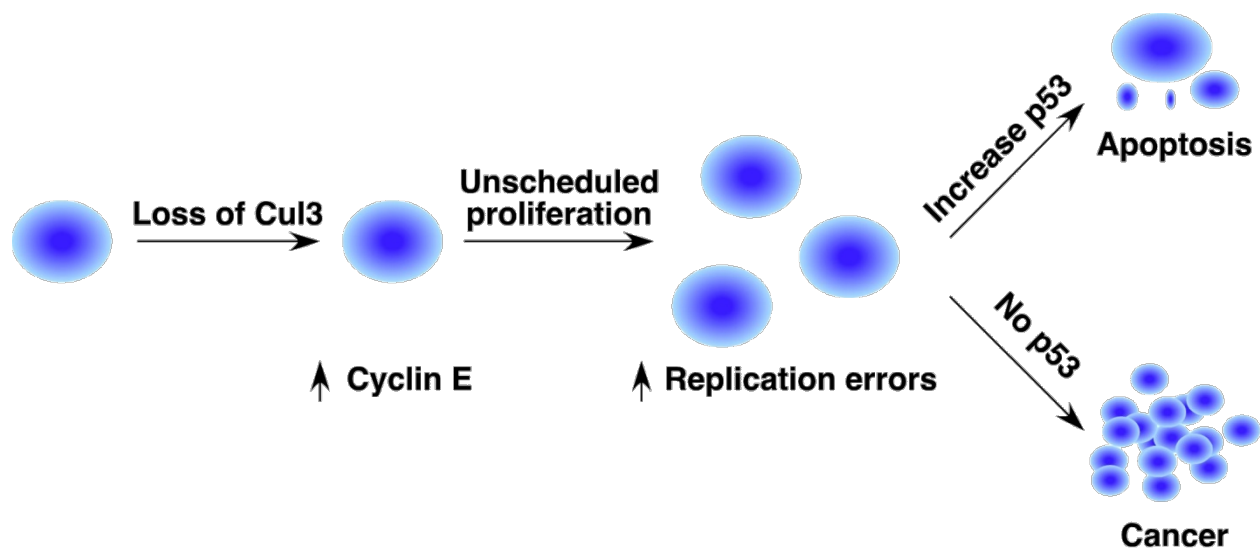 Loss of Cul3
Cyclin E
Unscheduled
proliferation
Replication errors
Increase p53
Apoptosis
No p53
Cancer